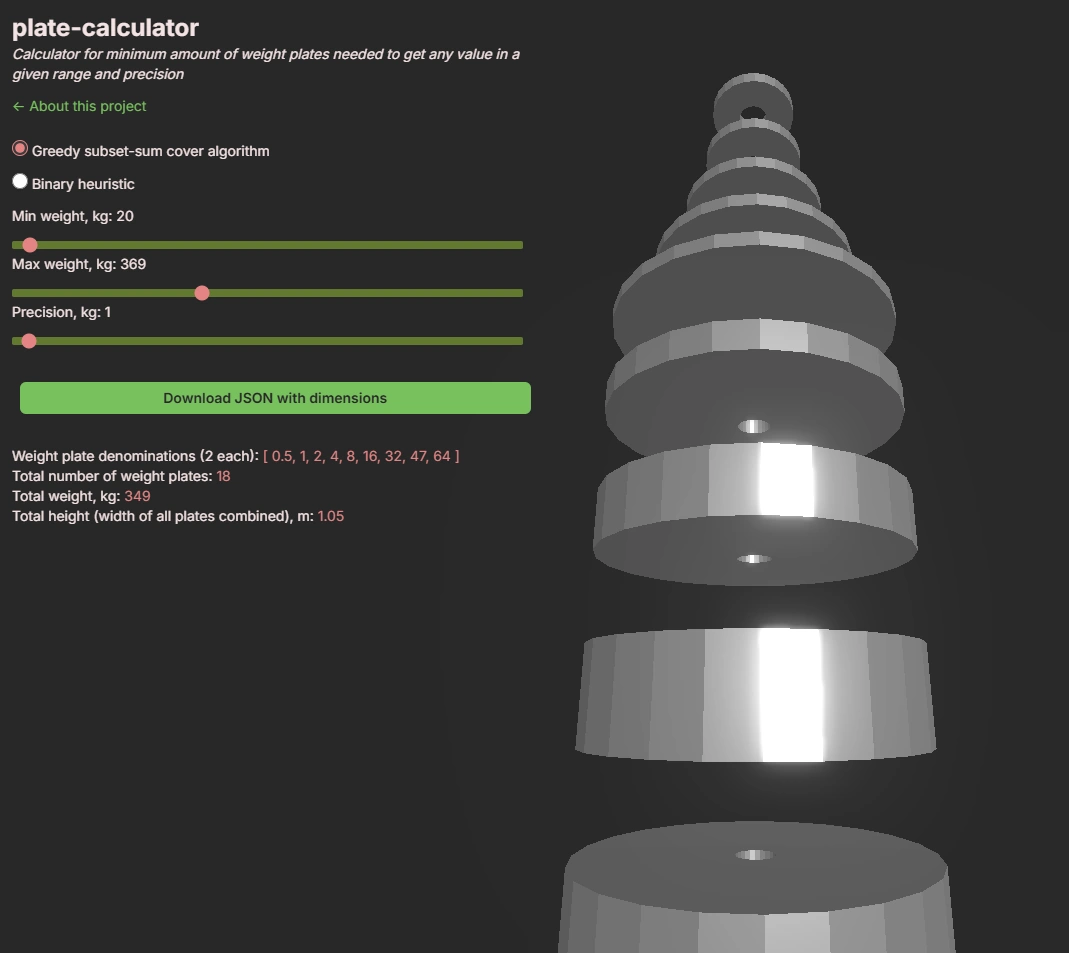 plate-calculator
Calculator for minimum amount of weight plates needed to get any value in a
given range and precision
← About this project
Greedy subset-sum cover algorithm
Binary heuristic
Min weight, kg: 20
Max weight, kg: 369
Precision, kg: 1
Download JSON with dimensions
Weight plate denominations (2 each): [ 0.5, 1, 2, 4, 8, 16, 32, 47, 64 ]
Total number of weight plates: 18
Total weight, kg: 349
Total height (width of all plates combined), m: 1.05